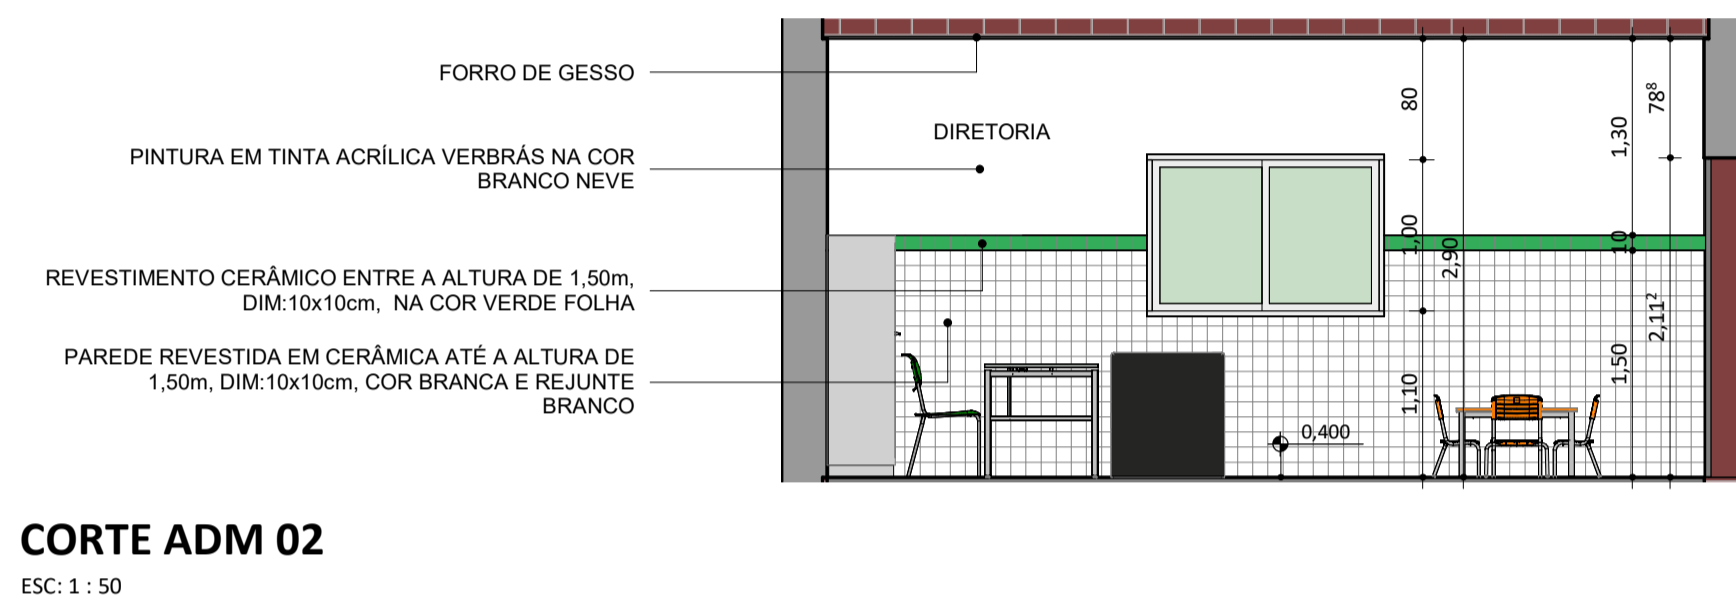 FORRO DE GESSO
DIRETORIA
PINTURA EM TINTA ACRÍLICA VERBRÁS NA COR
BRANCO NEVE
REVESTIMENTO CERÂMICO ENTRE A ALTURA DE 1,50m,
DIM:10x10cm, NA COR VERDE FOLHA
PAREDE REVESTIDA EM CERÂMICA ATÉ A ALTURA DE
1,50m, DIM:10x10cm, COR BRANCA E REJUNTE
BRANCO
80
1,00
1,10
2,90
1,30
10
1,50
78⁸
2,11²
0,400
CORTE ADM 02
ESC: 1 : 50